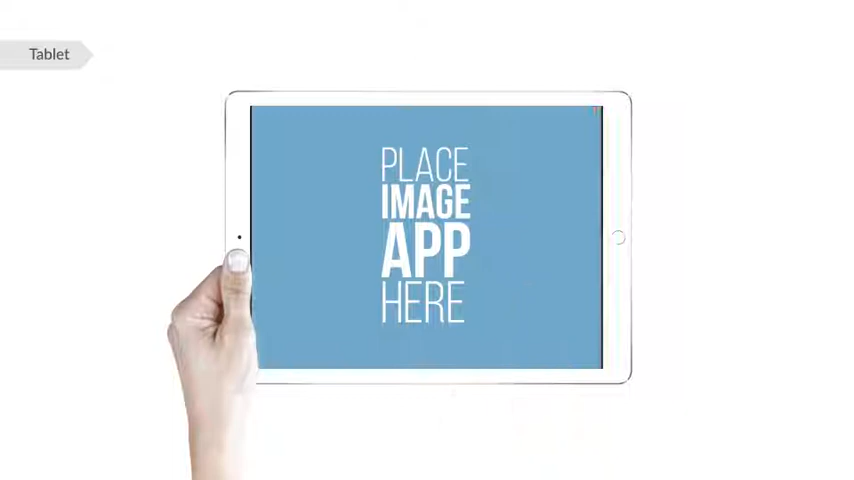 Tablet
PLACE
IMAGE
APP
HERE